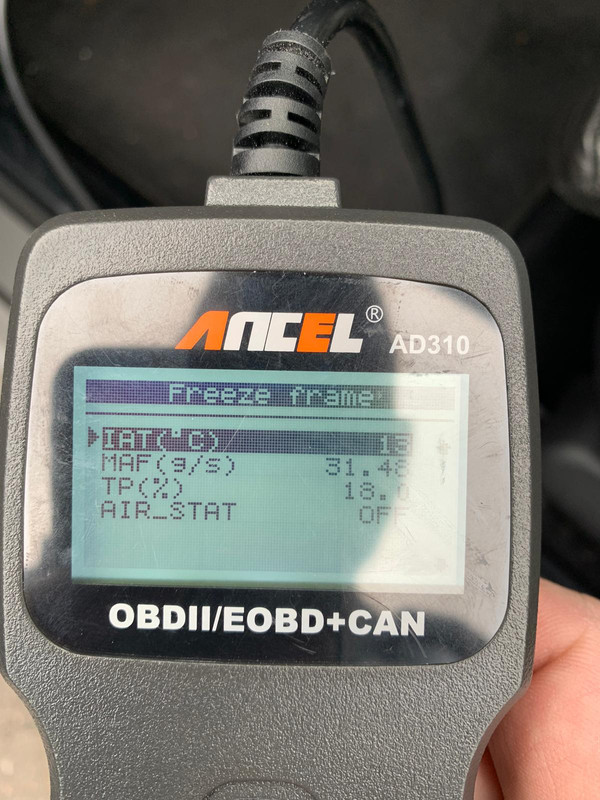 ANCEL®
AD310
Freeze frame
IAT(°C)
MAF(g/s) 31.48
TP(%) 18.0
AIR_STAT OFF
OBDII/EOBD+CAN